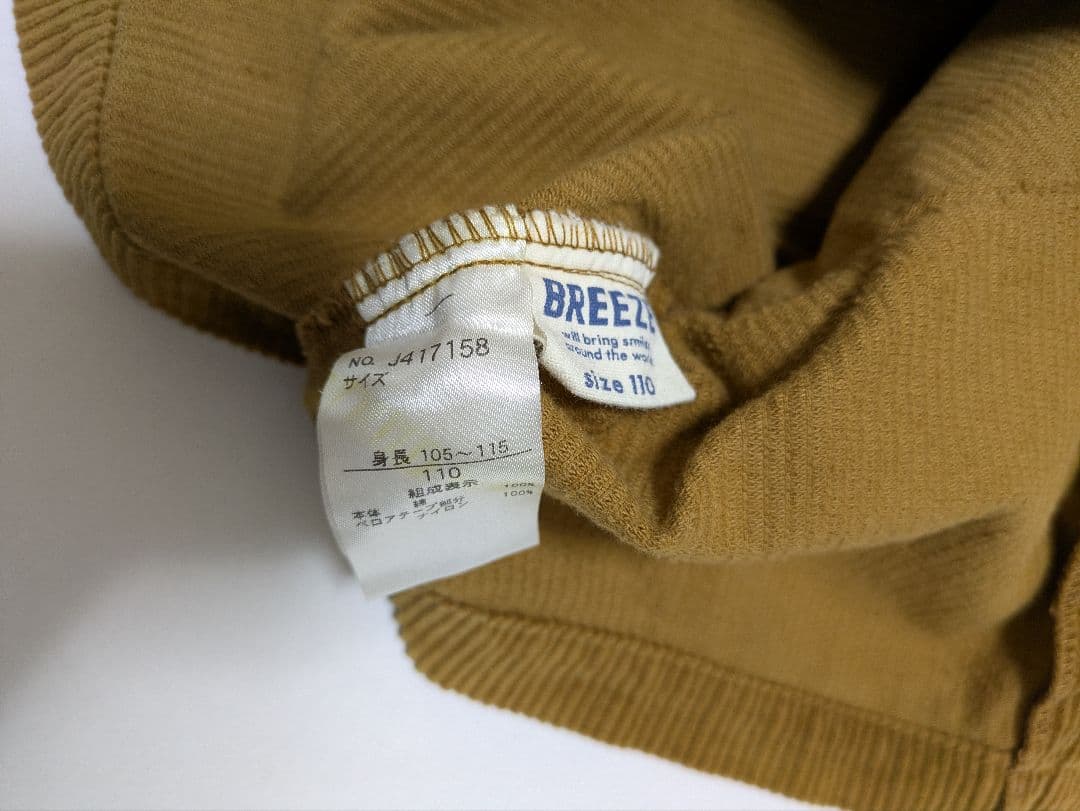 NO. J417158
サイズ
身長 105～115
110
組成表示
本体 綿 100%
ベロアテープ部分
ナイロン 100%
BREEZE
will bring smile
around the world
size 110